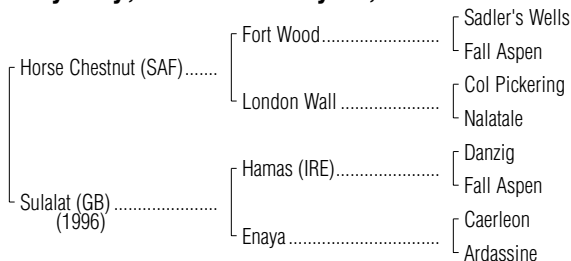 Sadler's Wells
Fort Wood
Fall Aspen
Horse Chestnut (SAF)
Col Pickering
London Wall
Nalatale
Danzig
Hamas (IRE)
Fall Aspen
Sulalat (GB)
(1996)
Caerleon
Enaya
Ardassine